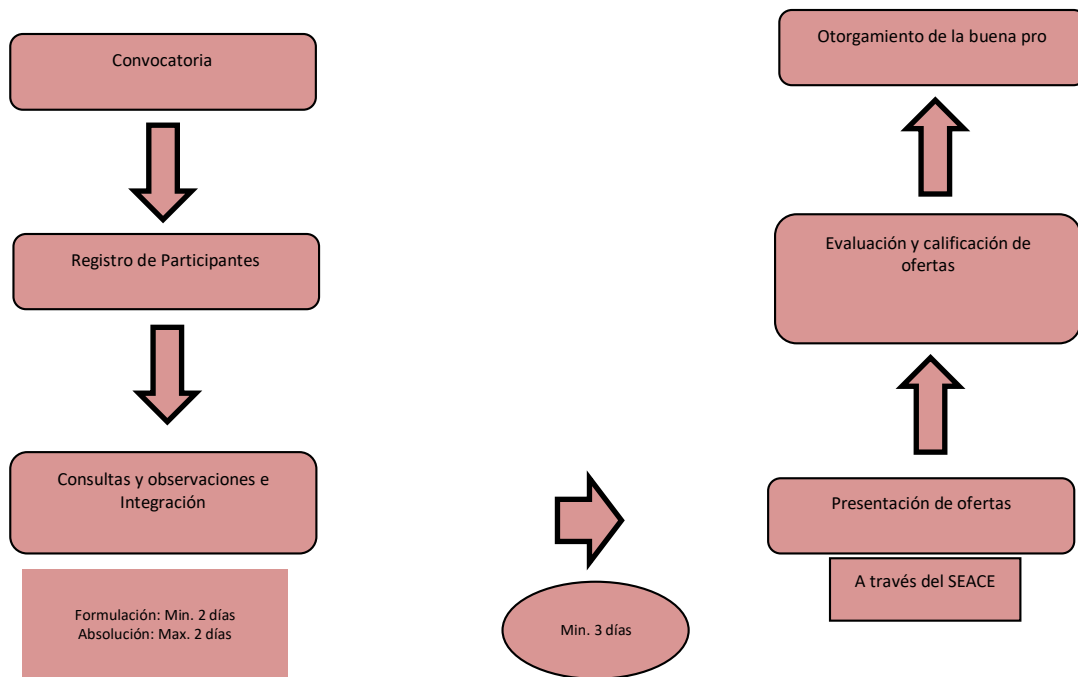 Convocatoria
Registro de Participantes
Consultas y observaciones e
Integración
Formulación: Min. 2 días
Absolución: Max. 2 días
Min. 3 días
Presentación de ofertas
A través del SEACE
Evaluación y calificación de
ofertas
Otorgamiento de la buena pro